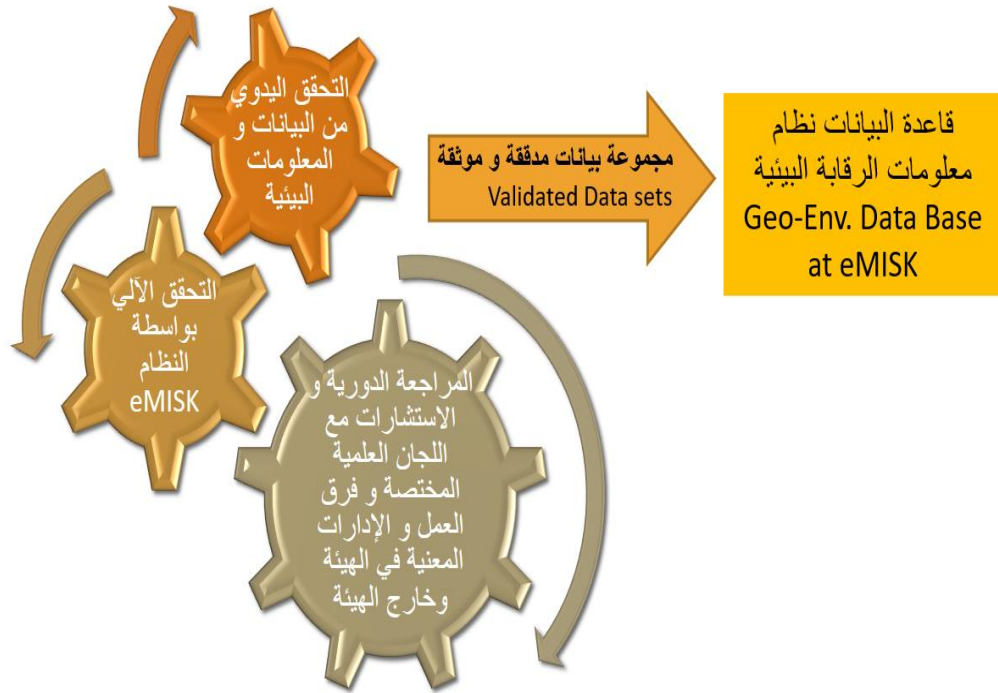 التحقق اليدوي
من البيانات و
المعلومات
البيئية
التحقق الآلي
بواسطة
النظام
eMISK
المراجعة الدورية و
الاستشارات مع
اللجان العلمية
المختصة و فرق
العمل و الإدارات
المعنية في الهيئة
وخارج الهيئة
مجموعة بيانات مدققة و موثقة
Validated Data sets
قاعدة البيانات نظام
معلومات الرقابة البيئية
Geo-Env. Data Base
at eMISK